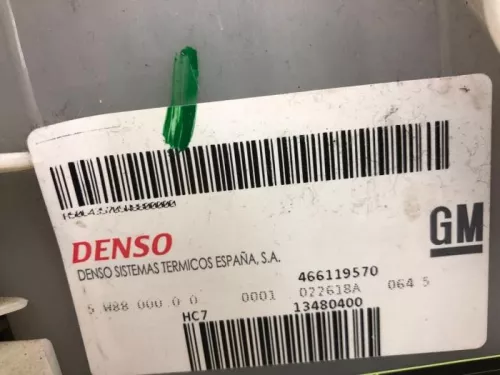 DENSO
GM
DENSO SISTEMAS TERMICOS ESPAÑA, S.A.
466119570
5 W88 000.0 0 0001 022618A 064 5
HC7 13480400